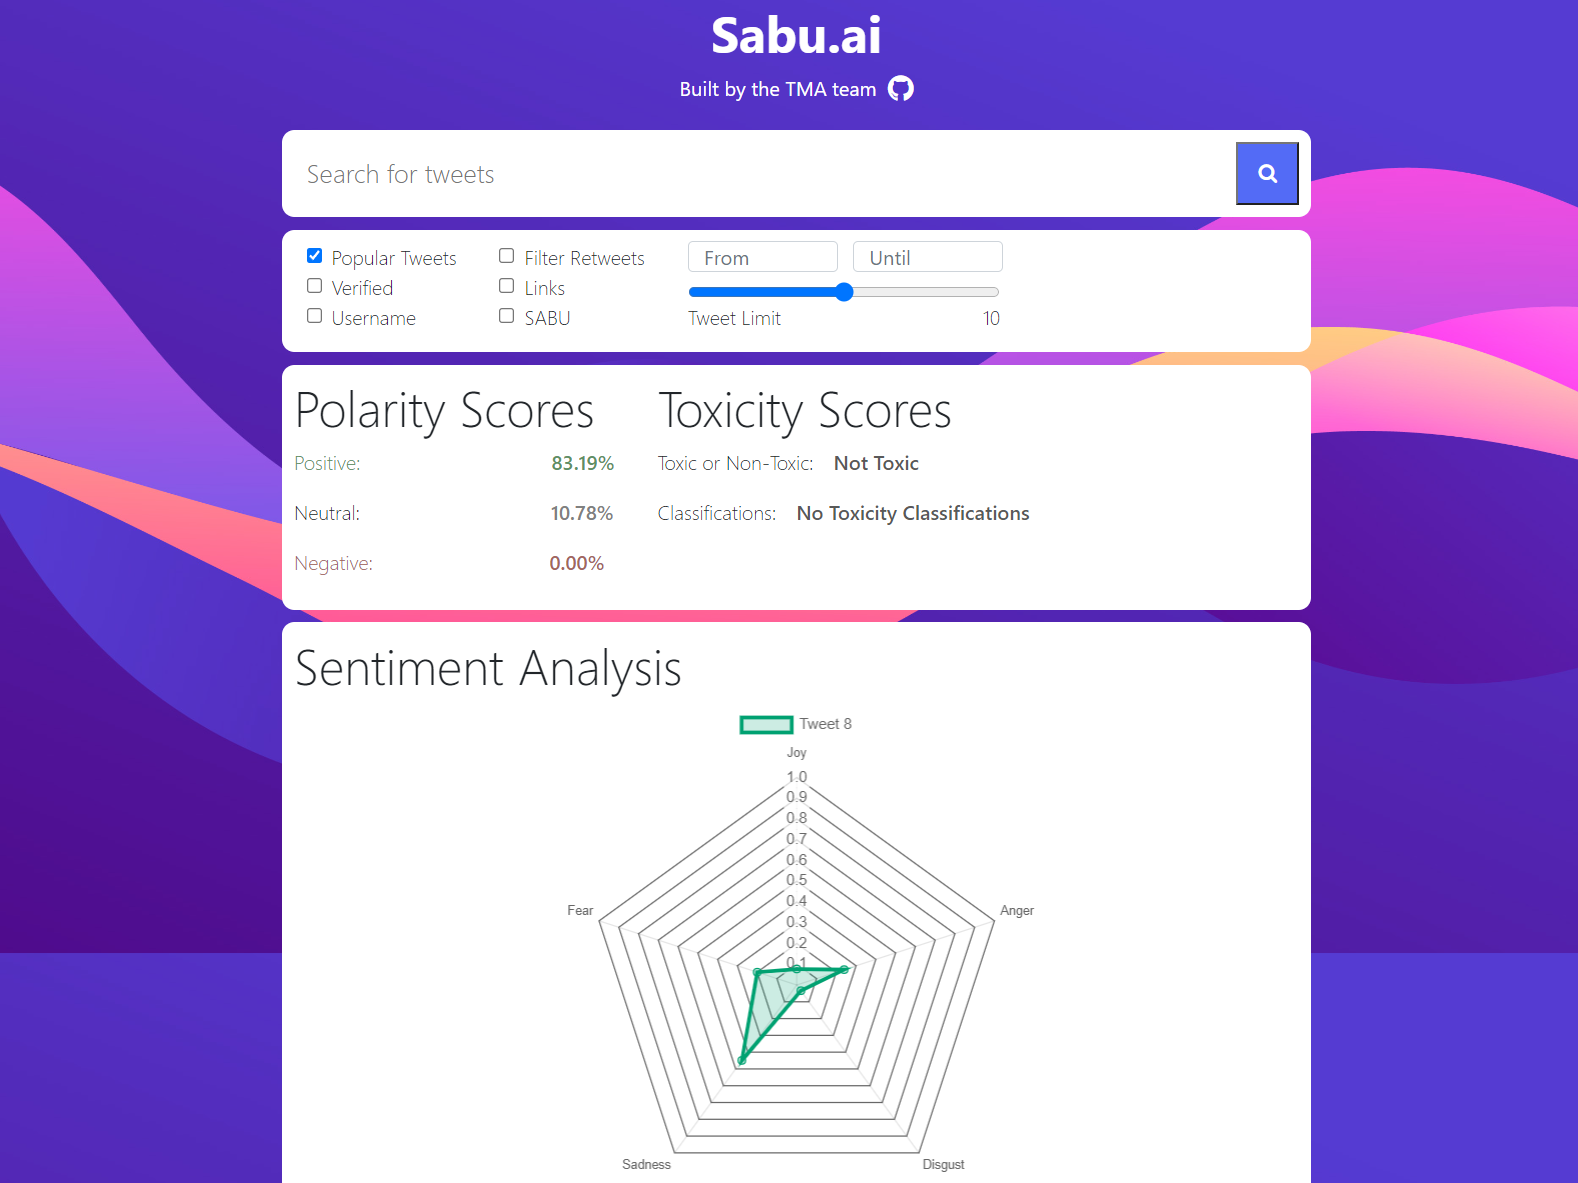 Sabu.ai
Built by the TMA team
Search for tweets
Popular Tweets
Filter Retweets
From
Until
Verified
Links
Username
SABU
Tweet Limit
10
Polarity Scores
Positive: 83.19%
Neutral: 10.78%
Negative: 0.00%
Toxicity Scores
Toxic or Non-Toxic: Not Toxic
Classifications: No Toxicity Classifications
Sentiment Analysis
Tweet 8
Joy
1.0
0.9
0.8
0.7
0.6
0.5
0.4
0.3
0.2
0.1
Fear
Anger
Sadness
Disgust